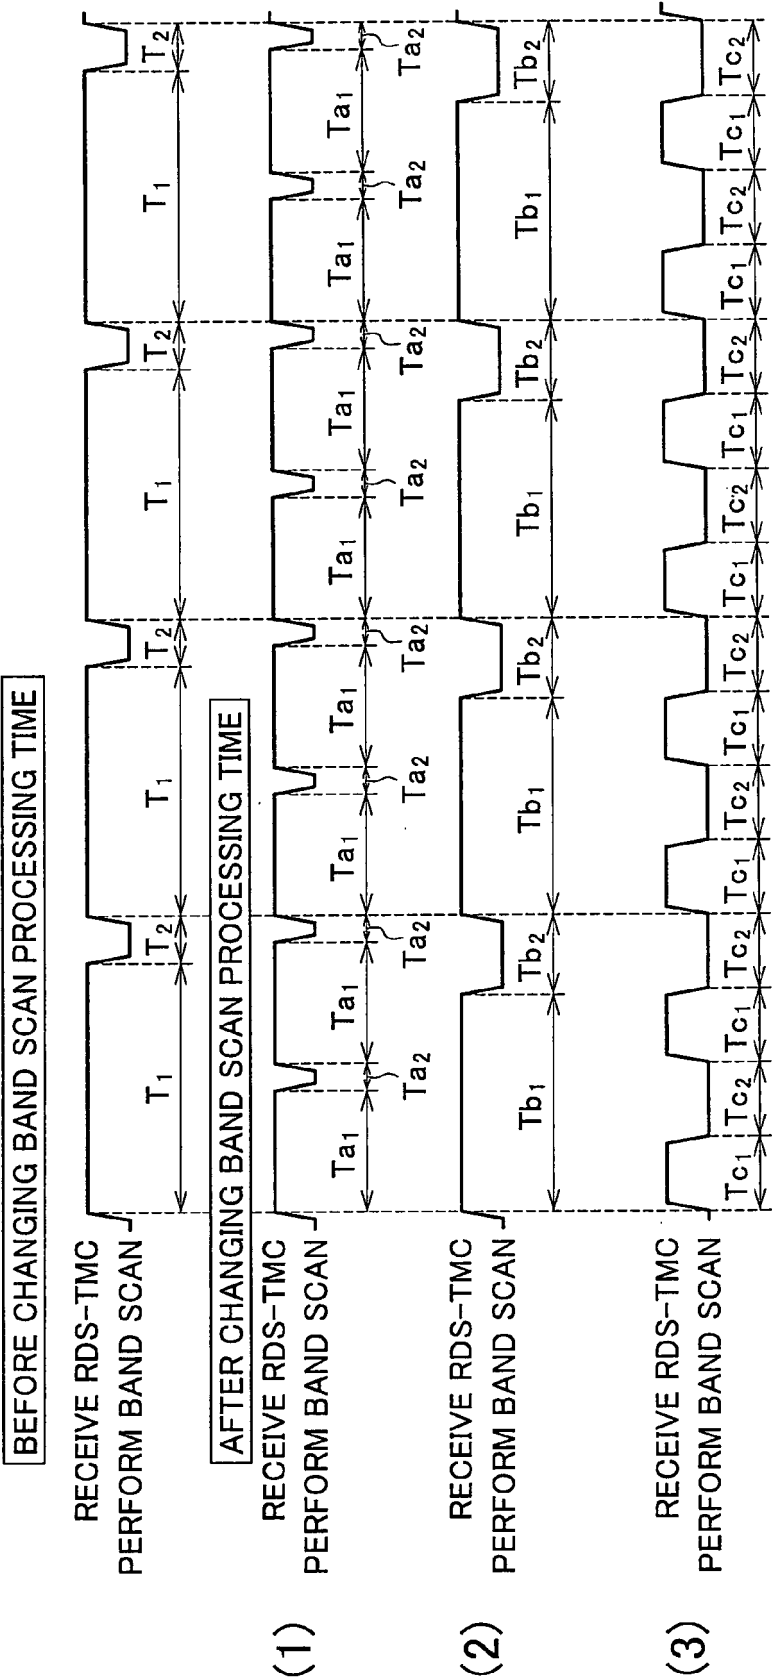 BEFORE CHANGING BAND SCAN PROCESSING TIME
RECEIVE RDS-TMC
PERFORM BAND SCAN
T1 T2 T1 T2 T1 T2 T1 T2
AFTER CHANGING BAND SCAN PROCESSING TIME
(1)
RECEIVE RDS-TMC
PERFORM BAND SCAN
Ta1 Ta2 Ta1 Ta2 Ta1 Ta2 Ta1 Ta2 Ta1 Ta2 Ta1 Ta2 Ta1 Ta2 Ta1 Ta2
(2)
RECEIVE RDS-TMC
PERFORM BAND SCAN
Tb1 Tb2 Tb1 Tb2 Tb1 Tb2 Tb1 Tb2
(3)
RECEIVE RDS-TMC
PERFORM BAND SCAN
Tc1 Tc2 Tc1 Tc2 Tc1 Tc2 Tc1 Tc2 Tc1 Tc2 Tc1 Tc2 Tc1 Tc2 Tc1 Tc2